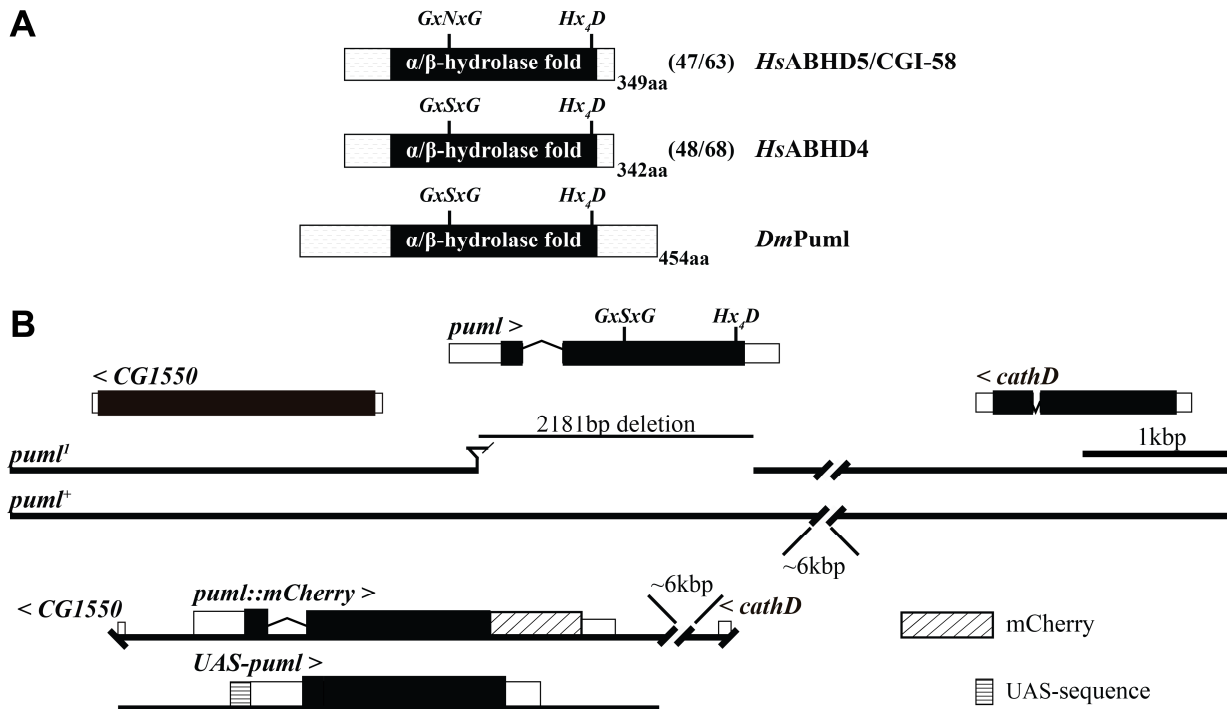 A
GxNxG Hx₄D
α/β-hydrolase fold (47/63) HsABHD5/CGI-58
349aa
GxSxG Hx₄D
α/β-hydrolase fold (48/68) HsABHD4
342aa
GxSxG Hx₄D
α/β-hydrolase fold DmPuml
454aa
B
puml > GxSxG Hx₄D
< CG1550 < cathD
2181bp deletion
1kbp
puml¹
puml⁺
~6kbp
puml::mCherry > ~6kbp
< CG1550 < cathD
mCherry
UAS-puml >
UAS-sequence